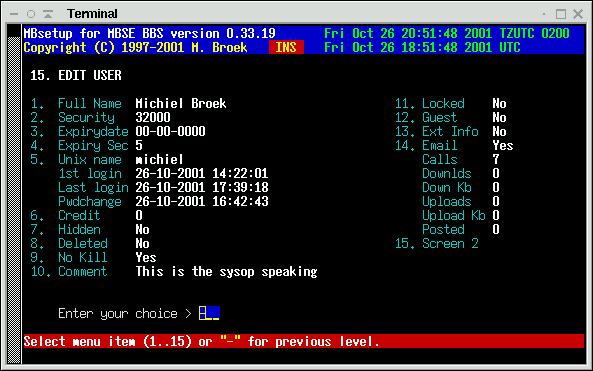 Terminal
MBsetup for MBSE BBS version 0.33.19 Fri Oct 26 20:51:48 2001 TZUTC 0200
Copyright (C) 1997-2001 M. Broek INS Fri Oct 26 18:51:48 2001 UTC
15. EDIT USER
1. Full Name Michiel Broek 11. Locked No
2. Security 32000 12. Guest No
3. Expirydate 00-00-0000 13. Ext Info No
4. Expiry Sec 5 14. Email Yes
5. Unix name michiel Calls 7
1st login 26-10-2001 14:22:01 Downlds 0
Last login 26-10-2001 17:39:18 Down Kb 0
Pwdchange 26-10-2001 16:42:43 Uploads 0
6. Credit 0 Upload Kb 0
7. Hidden No Posted 0
8. Deleted No 15. Screen 2
9. No Kill Yes
10. Comment This is the sysop speaking
Enter your choice > -__
Select menu item (1..15) or "-" for previous level.